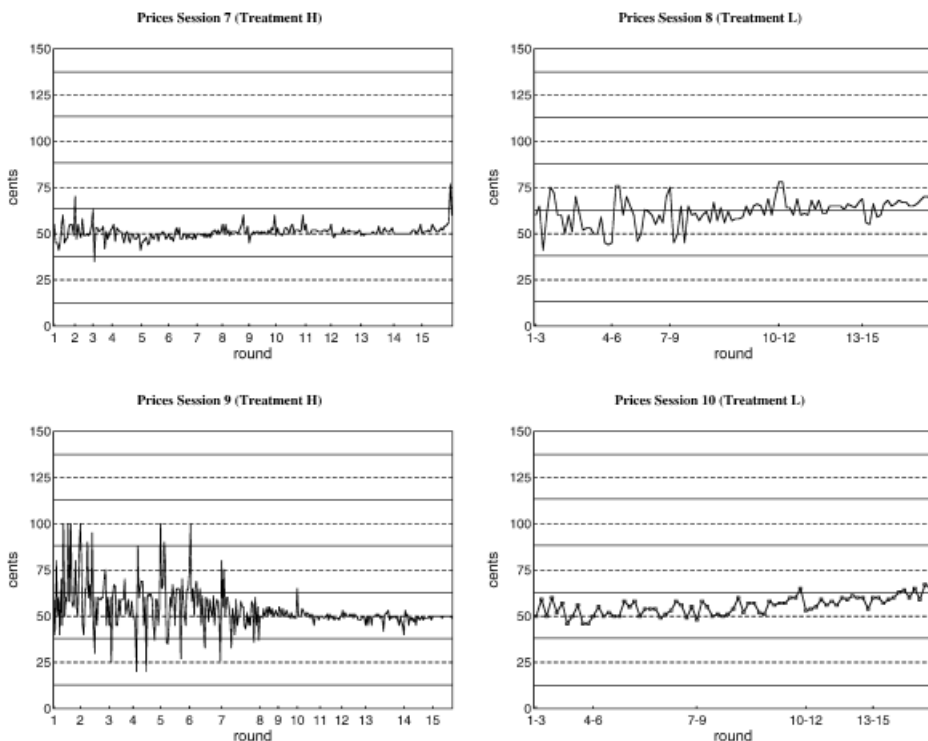 Prices Session 7 (Treatment H)
150
125
100
75
50
25
0
cents
1 2 3 4 5 6 7 8 9 10 11 12 13 14 15
round
Prices Session 8 (Treatment L)
150
125
100
75
50
25
0
cents
1-3 4-6 7-9 10-12 13-15
round
Prices Session 9 (Treatment H)
150
125
100
75
50
25
0
cents
1 2 3 4 5 6 7 8 9 10 11 12 13 14 15
round
Prices Session 10 (Treatment L)
150
125
100
75
50
25
0
cents
1-3 4-6 7-9 10-12 13-15
round